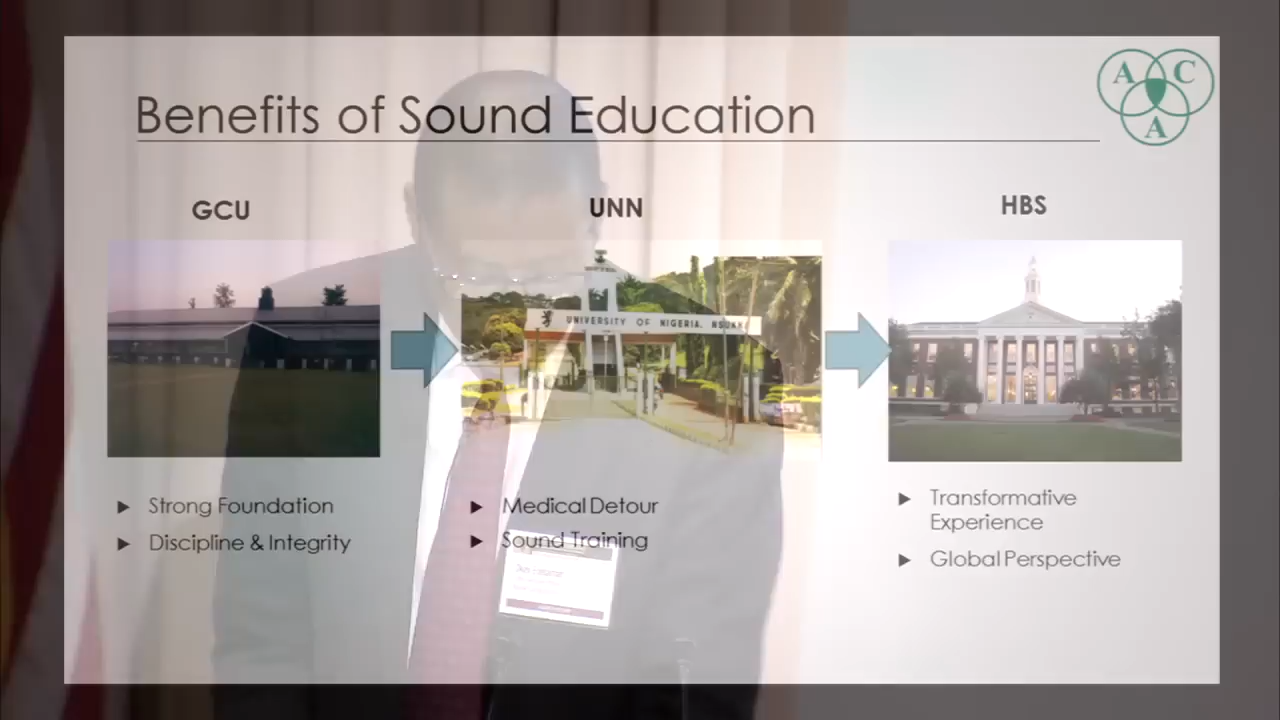 Benefits of Sound Education
A C
A
GCU
UNN
HBS
UNIVERSITY OF NIGERIA, NSUKKA
Strong Foundation
Discipline & Integrity
Medical Detour
Sound Training
Transformative
Experience
Global Perspective